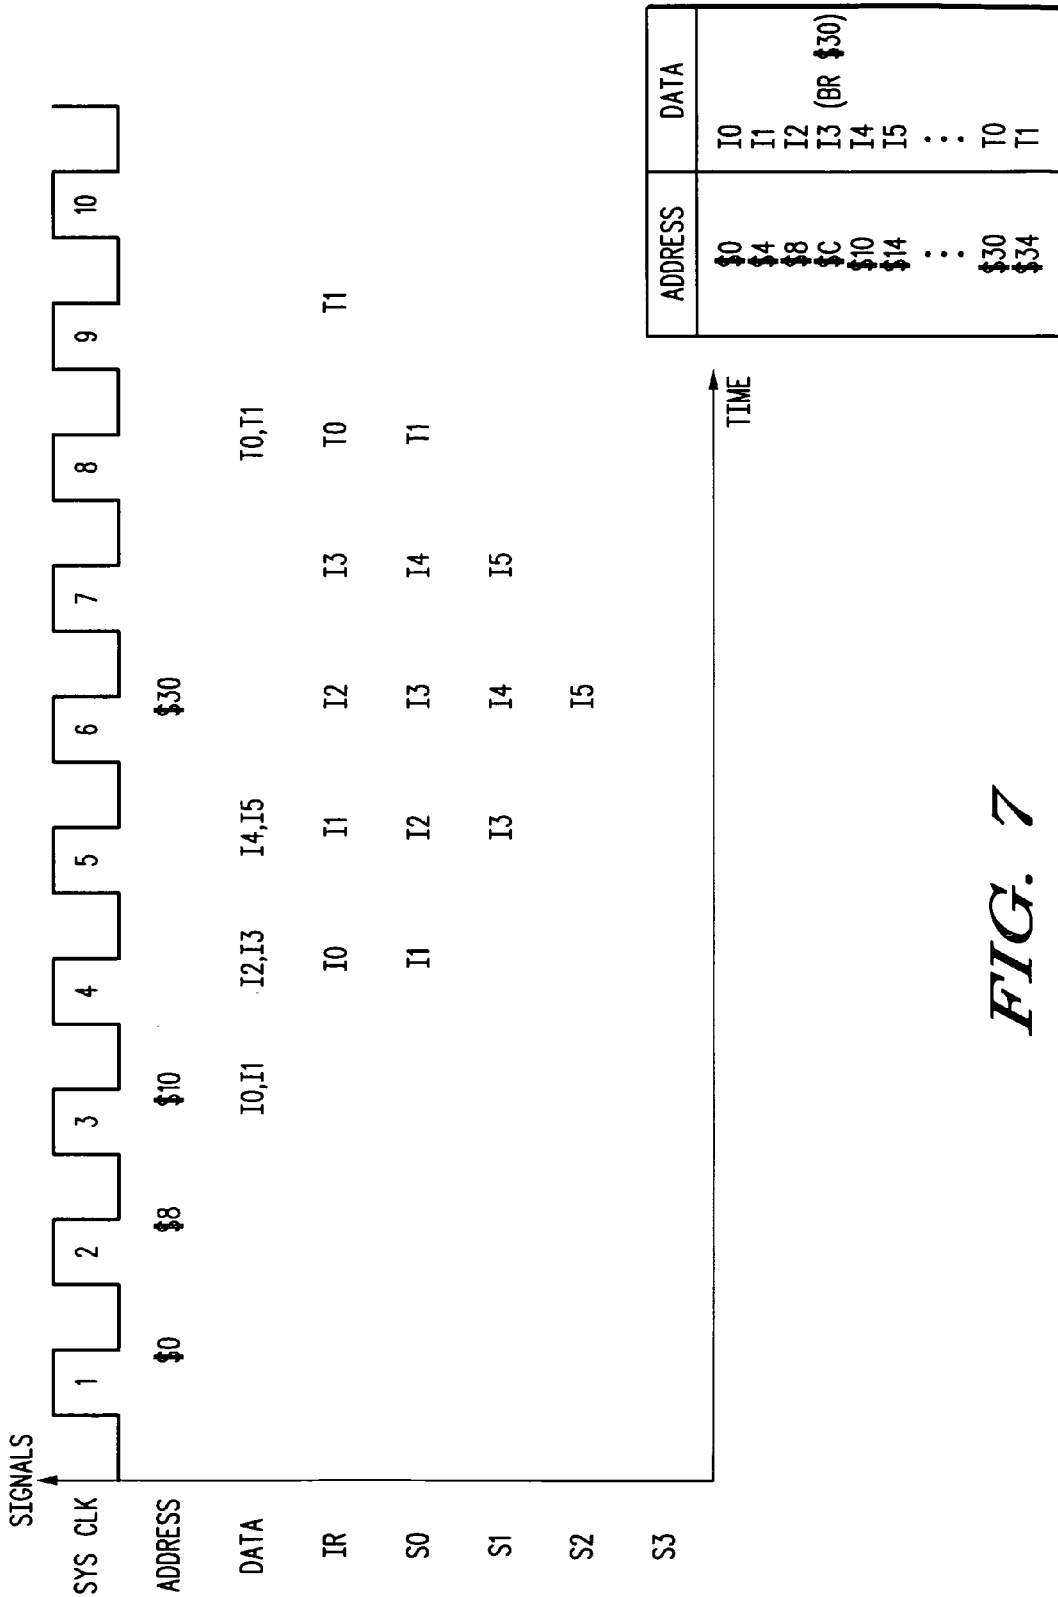 SIGNALS
SYS CLK 1 2 3 4 5 6 7 8 9 10
ADDRESS $0 $8 $10 $30
DATA I0,I1 I2,I3 I4,I5 T0,T1
IR I0 I1 I2 I3 T0 T1
S0 I1 I2 I3 I4 T1
S1 I3 I4 I5
S2 I5
S3
TIME
ADDRESS DATA
$0 I0
$4 I1
$8 I2
$C I3 (BR $30)
$10 I4
$14 I5
⋮ ⋮
$30 T0
$34 T1
FIG. 7